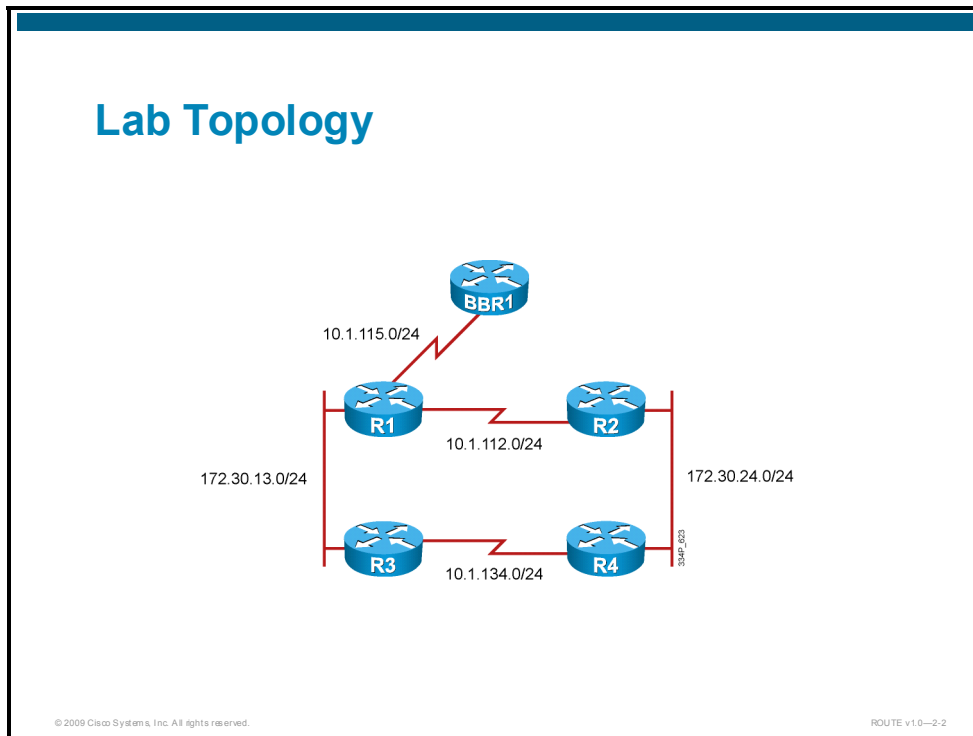 Lab Topology
BBR1
10.1.115.0/24
R1
R2
10.1.112.0/24
172.30.13.0/24
172.30.24.0/24
334P_623
R3
R4
10.1.134.0/24
© 2009 Cisco Systems, Inc. All rights reserved.
ROUTE v1.0—2-2